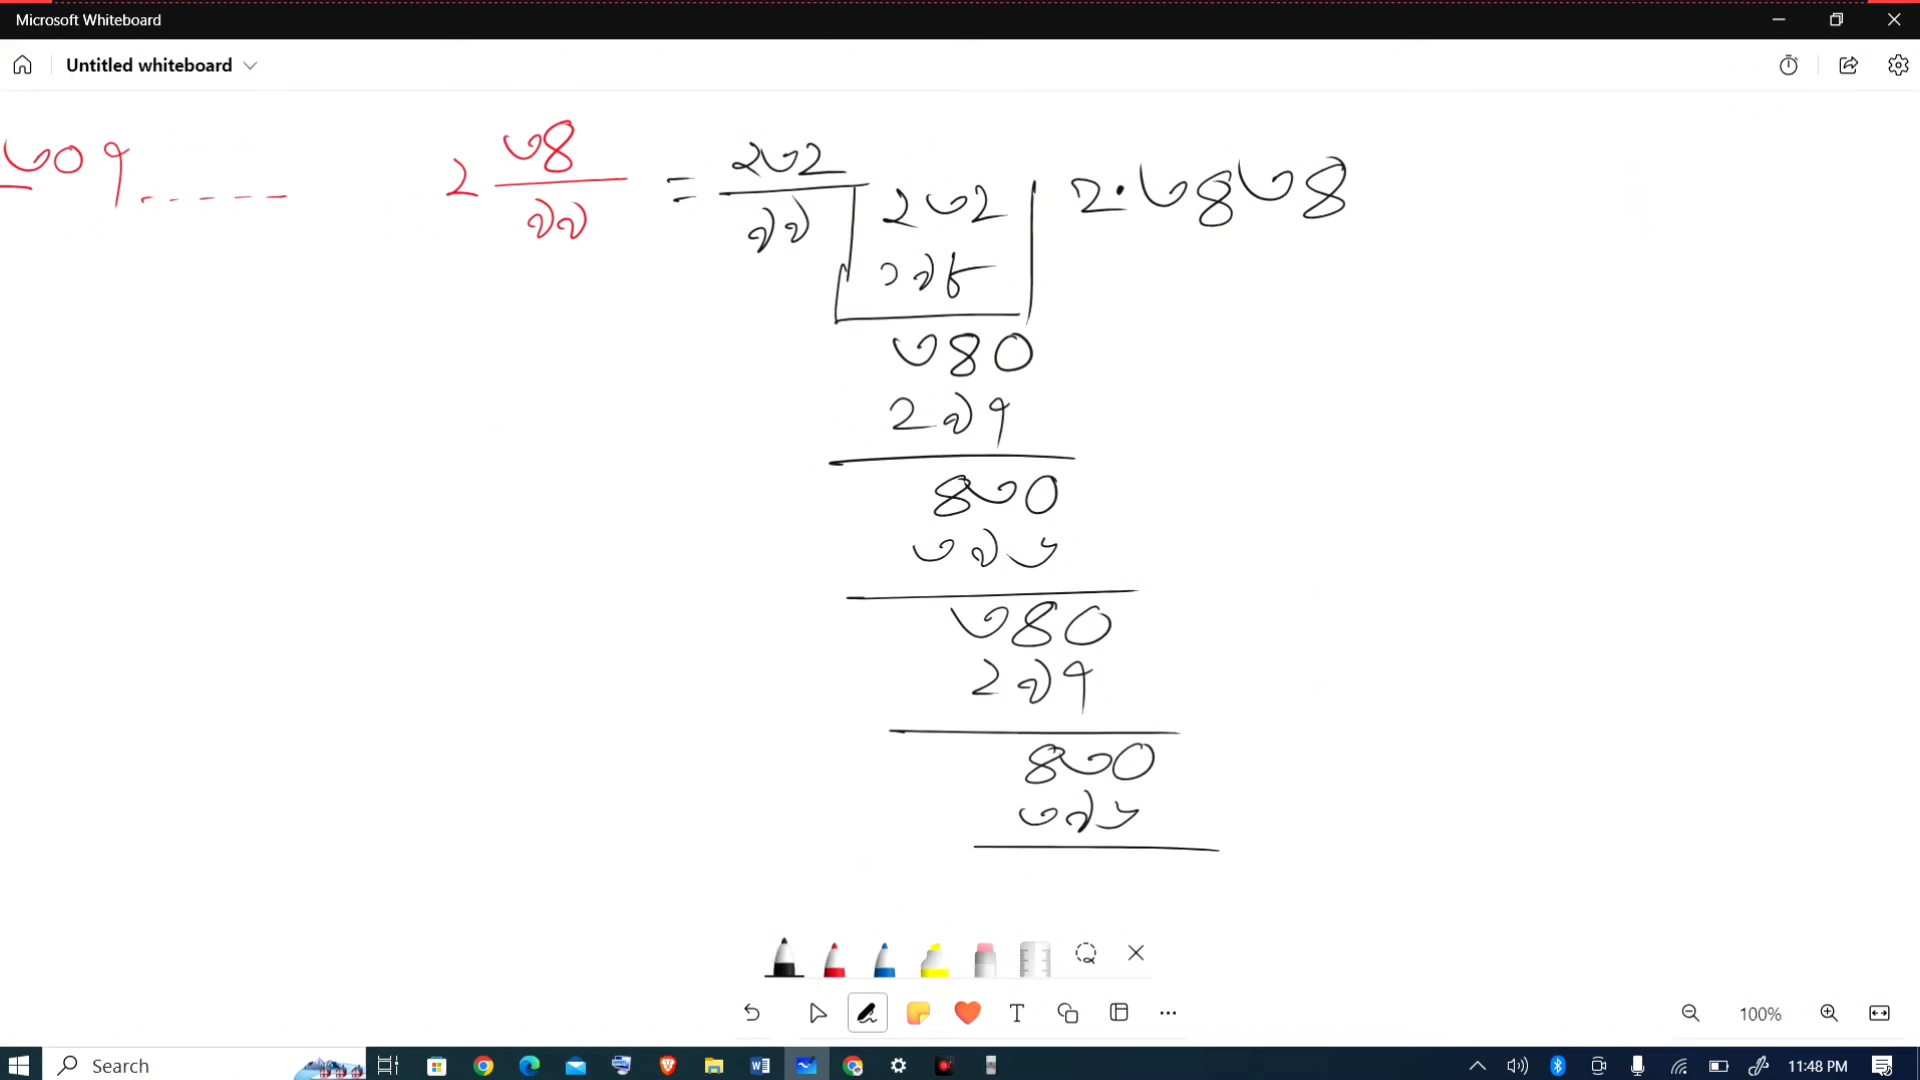 Microsoft Whiteboard
Untitled whiteboard
৩০৭.....
২ ৩৪/৯৯ = ২৩২/৯৯
২৩২ ২.৩৪৩৪
১৯৮
৩৪০
২৯৭
৪৩০
৩৯৬
৩৪০
২৯৭
৪৩০
৩৯৬
100%
Search
11:48 PM